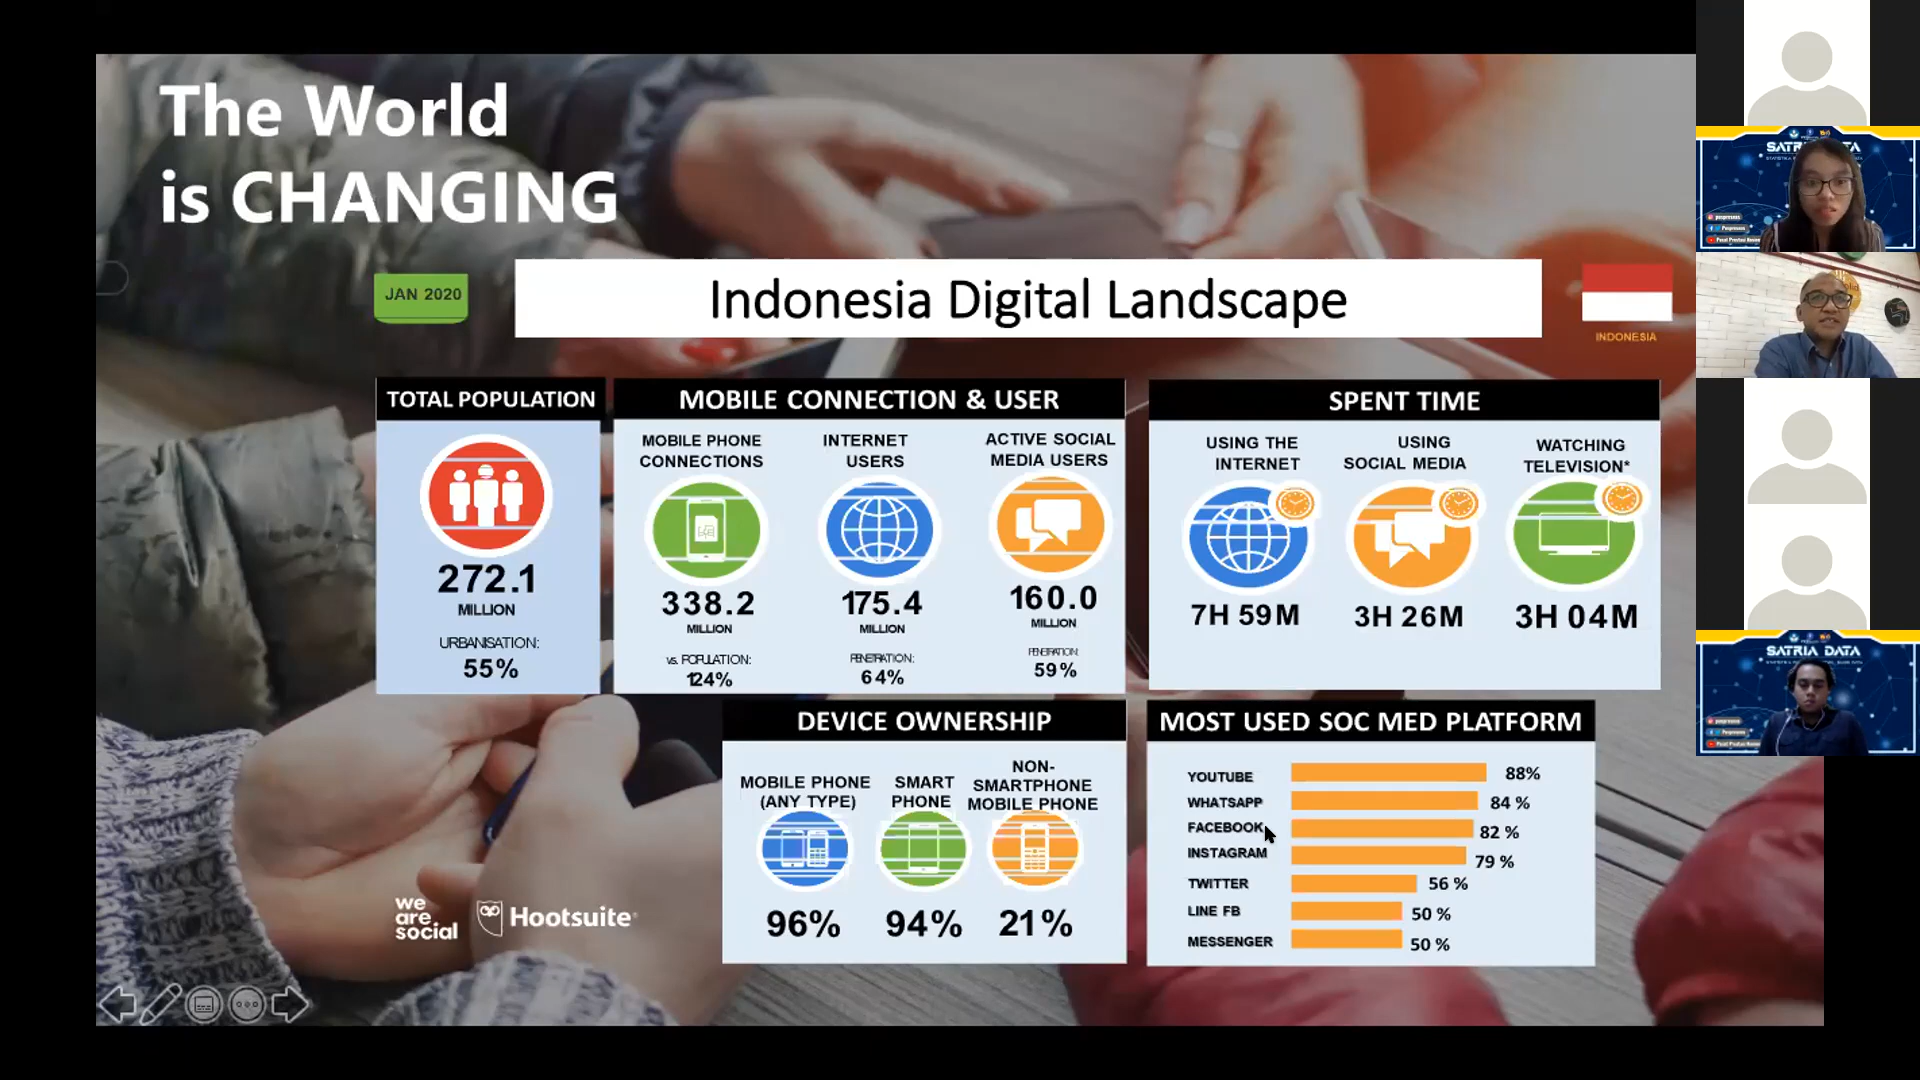 The World
is CHANGING
JAN 2020
Indonesia Digital Landscape
INDONESIA
TOTAL POPULATION
272.1
MILLION
URBANISATION:
55%
MOBILE CONNECTION & USER
MOBILE PHONE
CONNECTIONS
338.2
MILLION
vs. POPULATION:
124%
INTERNET
USERS
175.4
MILLION
PENETRATION:
64%
ACTIVE SOCIAL
MEDIA USERS
160.0
MILLION
PENETRATION:
59%
SPENT TIME
USING THE
INTERNET
7H 59M
USING
SOCIAL MEDIA
3H 26M
WATCHING
TELEVISION*
3H 04M
DEVICE OWNERSHIP
MOBILE PHONE
(ANY TYPE)
96%
SMART
PHONE
94%
NON-
SMARTPHONE
MOBILE PHONE
21%
MOST USED SOC MED PLATFORM
YOUTUBE 88%
WHATSAPP 84 %
FACEBOOK 82 %
INSTAGRAM 79 %
TWITTER 56 %
LINE FB 50 %
MESSENGER 50 %
we
are
social
Hootsuite
SATRIA DATA
SATRIA DATA